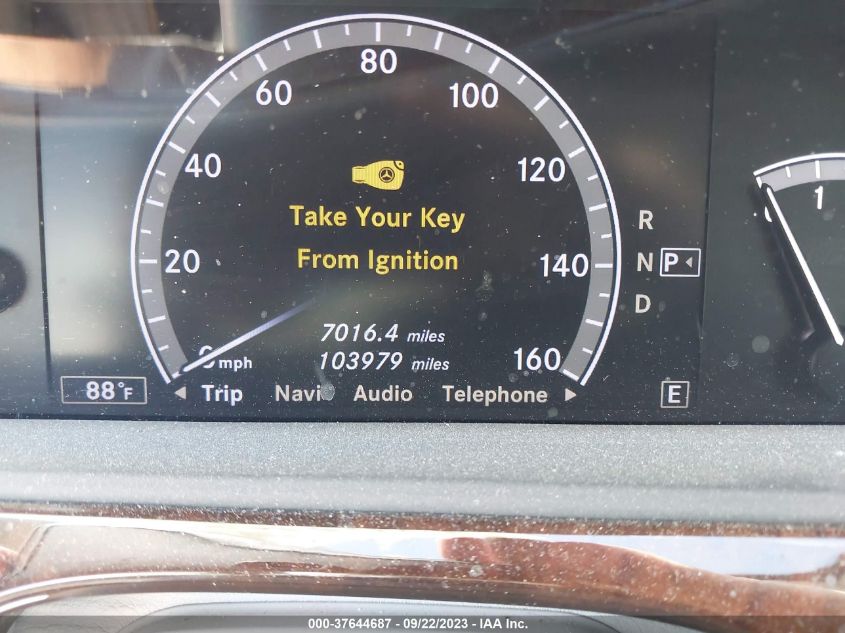 80
60
100
40
120
Take Your Key
R
1
From Ignition
20
140
N P
D
7016.4 miles
0 mph
103979 miles
160
88°F
Trip
Navi
Audio
Telephone
E
000-37644687 / 09/22/2023 - IAA Inc.